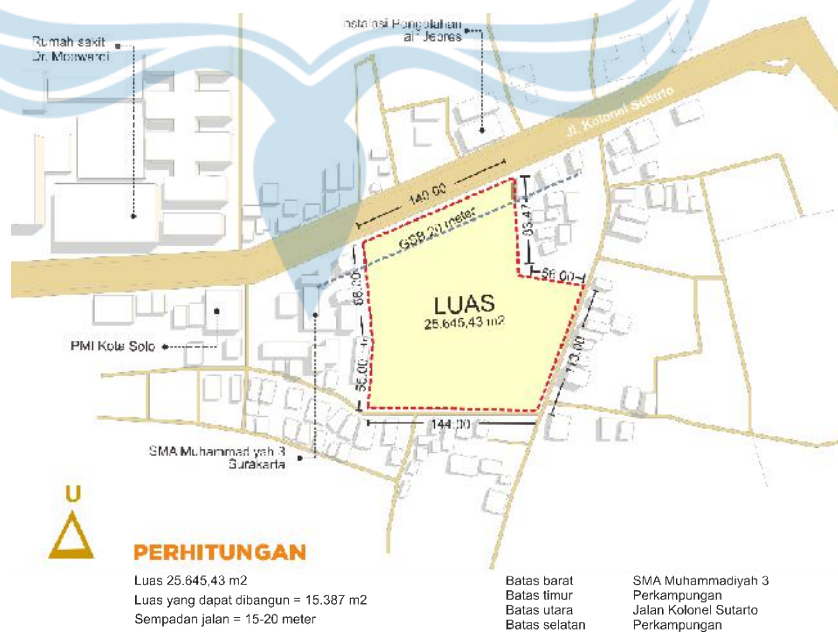 Instalasi Pengolahan
air Jebres
Rumah sakit
Dr. Moewardi
Jl. Kolonel Sutarto
140.00
GSB 20 meter
83.47
56.00
68.00
LUAS
25.645,43 m2
113.00
PMI Kota Solo
56.00
144.00
SMA Muhammadiyah 3
Surakarta
U
PERHITUNGAN
Luas 25.645,43 m2
Luas yang dapat dibangun = 15.387 m2
Sempadan jalan = 15-20 meter
Batas barat SMA Muhammadiyah 3
Batas timur Perkampungan
Batas utara Jalan Kolonel Sutarto
Batas selatan Perkampungan